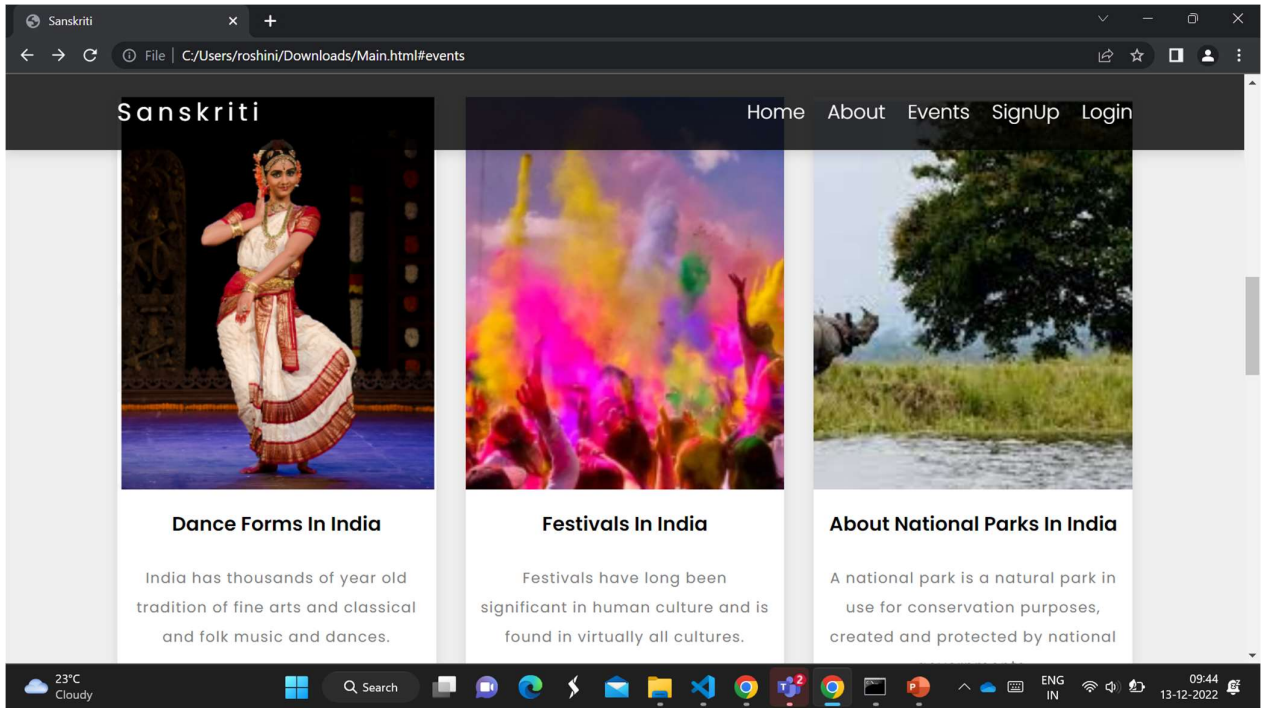 Sanskriti
File
C:/Users/roshini/Downloads/Main.html#events
Sanskriti
Home About Events SignUp Login
Dance Forms In India
India has thousands of year old
tradition of fine arts and classical
and folk music and dances.
Festivals In India
Festivals have long been
significant in human culture and is
found in virtually all cultures.
About National Parks In India
A national park is a natural park in
use for conservation purposes,
created and protected by national
23°C
Cloudy
Search
2
ENG
IN
09:44
13-12-2022